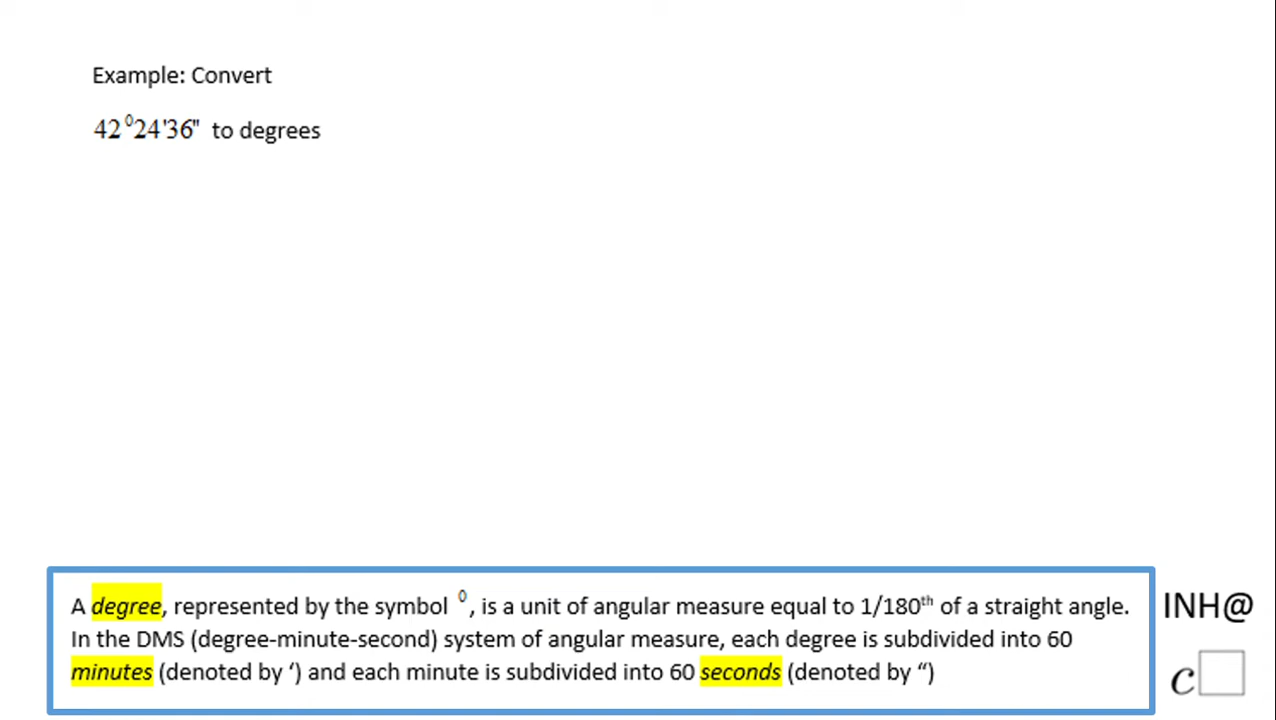 Example: Convert
42⁰24'36" to degrees
A degree, represented by the symbol ⁰, is a unit of angular measure equal to 1/180ᵗʰ of a straight angle.
In the DMS (degree-minute-second) system of angular measure, each degree is subdivided into 60
minutes (denoted by ‘) and each minute is subdivided into 60 seconds (denoted by “)
INH@
c□